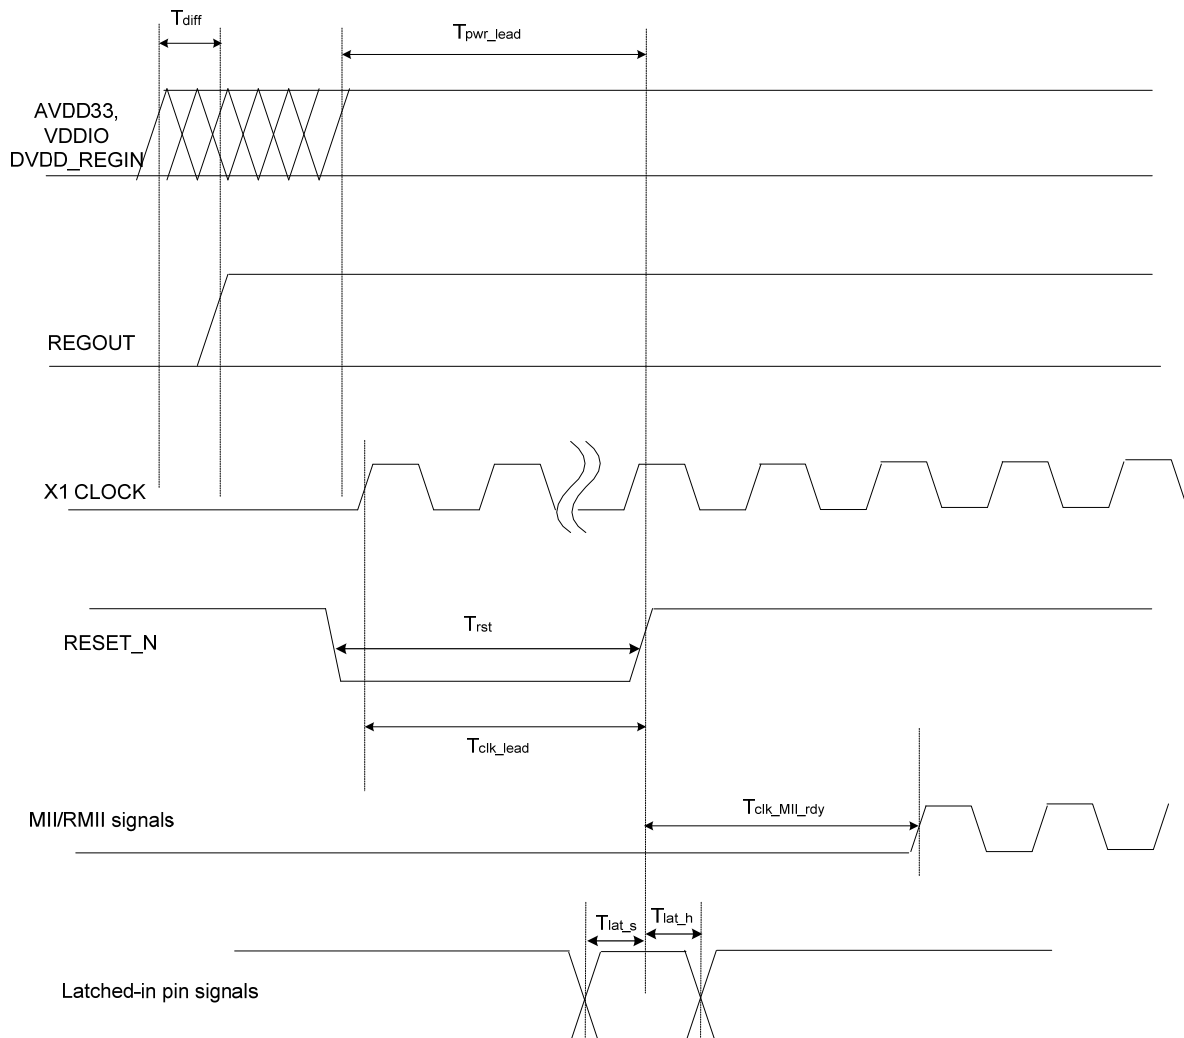 Tdiff
Tpwr_lead
AVDD33,
VDDIO
DVDD_REGIN
REGOUT
X1 CLOCK
Trst
RESET_N
Tclk_lead
Tclk_MII_rdy
MII/RMII signals
Tlat_s
Tlat_h
Latched-in pin signals